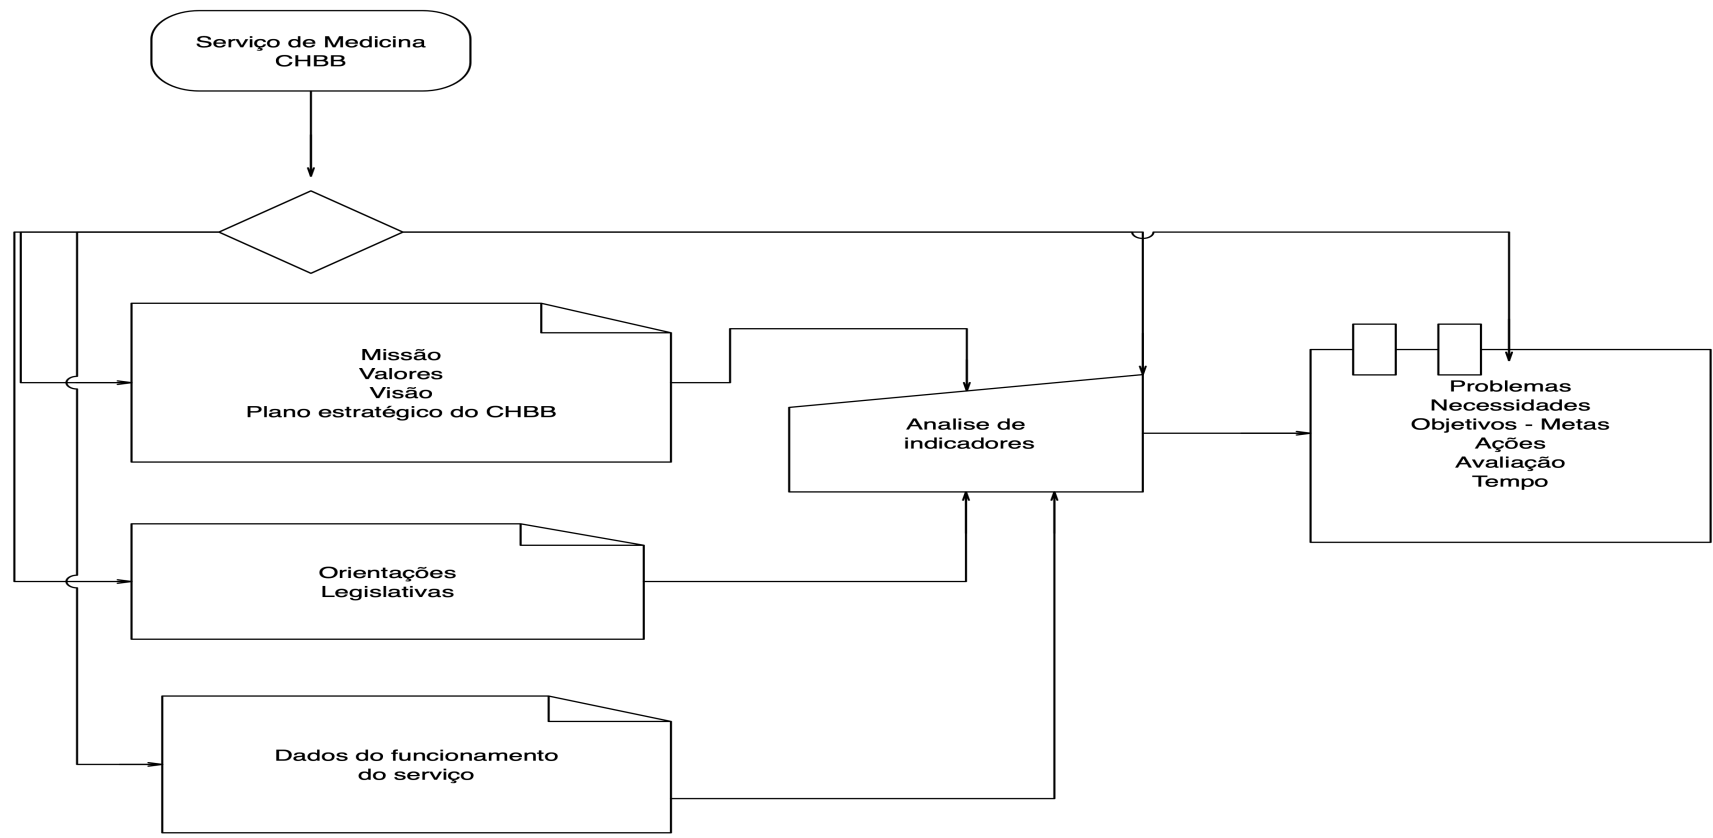 Serviço de Medicina
CHBB
Missão
Valores
Visão
Plano estratégico do CHBB
Analise de
indicadores
Problemas
Necessidades
Objetivos - Metas
Ações
Avaliação
Tempo
Orientações
Legislativas
Dados do funcionamento
do serviço